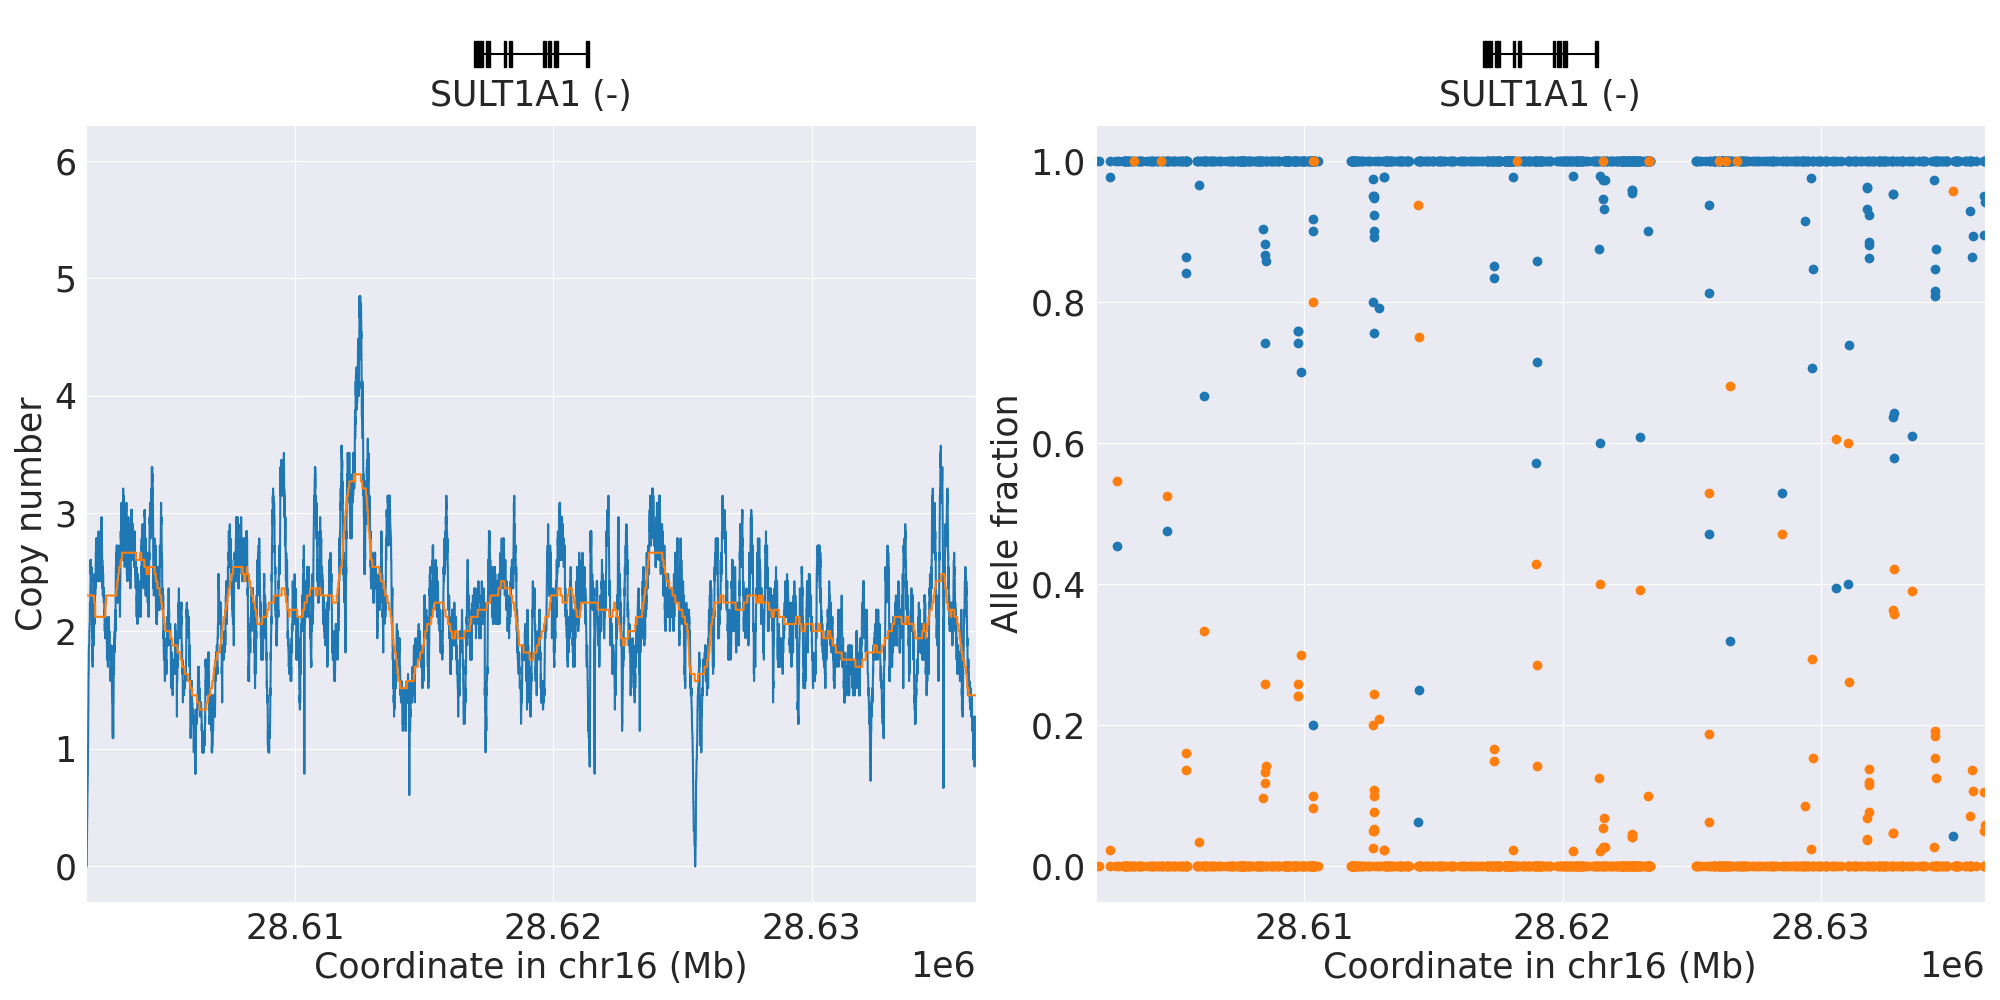 SULT1A1 (-)
6
5
4
3
2
1
0
Copy number
28.61
28.62
28.63
Coordinate in chr16 (Mb)
1e6
SULT1A1 (-)
1.0
0.8
0.6
0.4
0.2
0.0
Allele fraction
28.61
28.62
28.63
Coordinate in chr16 (Mb)
1e6